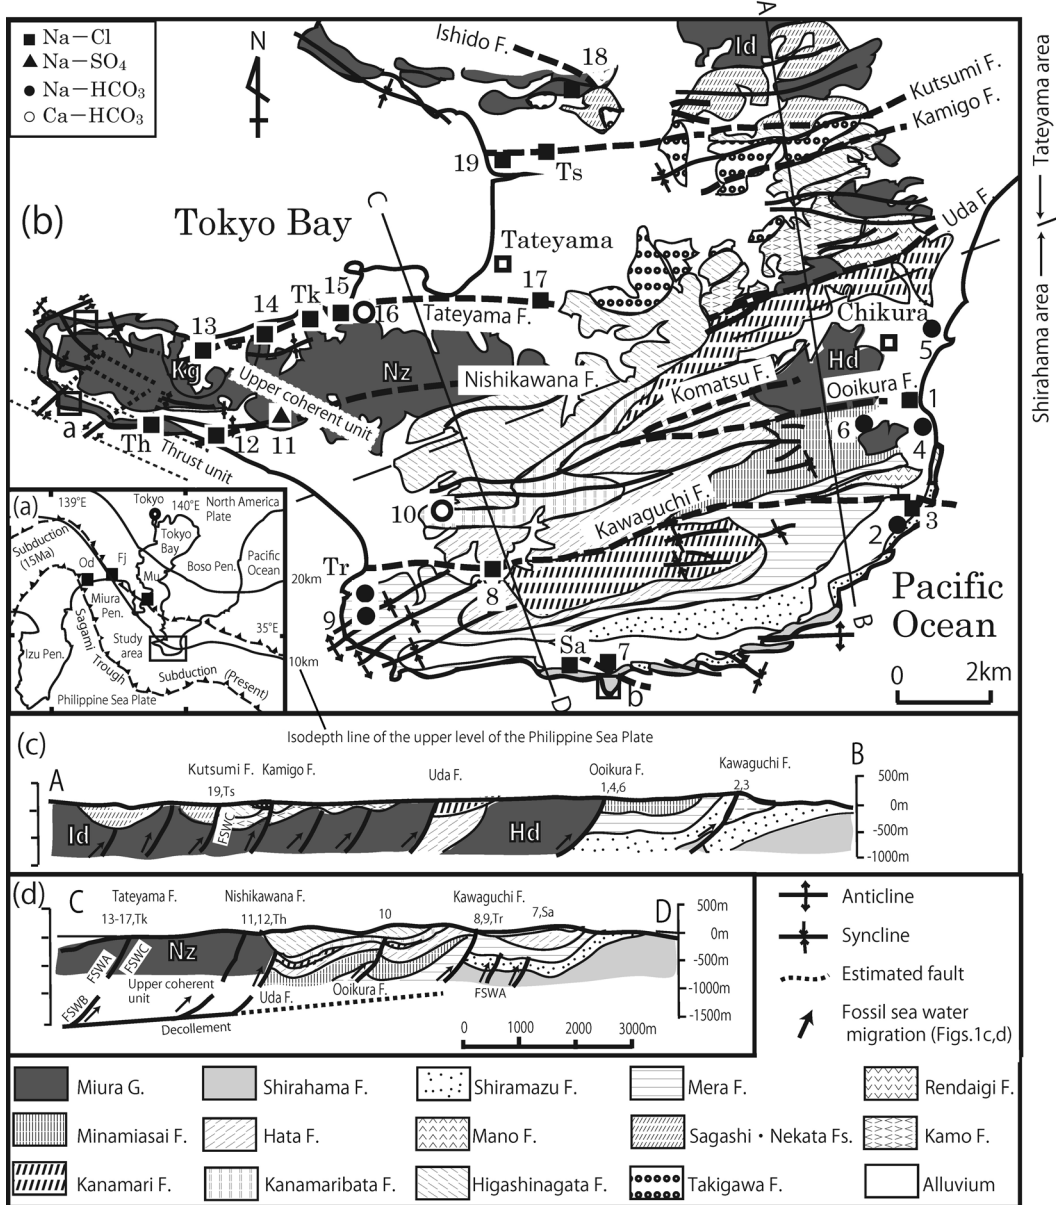 Na−Cl
Na−SO₄
Na−HCO₃
Ca−HCO₃
N
Ishido F.
18
Id
A
Kutsumi F.
Kamigo F.
19
Ts
(b)
Tokyo Bay
C
Tateyama
Uda F.
Tateyama area
Shirahama area
17
15
Tk
14
16
13
Tateyama F.
Chikura
5
Kg
Nz
Hd
Nishikawana F.
Komatsu F.
Ooikura F.
1
Upper coherent unit
a
Th
12
11
6
4
Thrust unit
10
Kawaguchi F.
3
2
Tr
8
9
Sa
7
b
B
D
Pacific
Ocean
0 2km
(a)
139°E
Tokyo
140°E
North America
Plate
Subduction
(15Ma)
Tokyo
Bay
Od
Fj
Mu
Boso Pen.
Pacific
Ocean
20km
Miura
Pen.
Sagami
Trough
Study
area
35°E
Izu Pen.
10km
Subduction (Present)
Philippine Sea Plate
Isodepth line of the upper level of the Philippine Sea Plate
(c)
A
Kutsumi F.
Kamigo F.
19,Ts
Uda F.
Ooikura F.
1,4,6
Kawaguchi F.
2,3
B
500m
0m
-500m
-1000m
Id
FSWC
Hd
(d)
C
Tateyama F.
13-17,Tk
Nishikawana F.
11,12,Th
10
Kawaguchi F.
8,9,Tr
7,Sa
D
500m
0m
-500m
-1000m
-1500m
Nz
FSWA
FSWC
FSWB
Upper coherent
unit
Uda F.
Ooikura F.
FSWA
Decollement
0 1000 2000 3000m
Anticline
Syncline
Estimated fault
Fossil sea water
migration (Figs.1c,d)
Miura G.
Shirahama F.
Shiramazu F.
Mera F.
Rendaigi F.
Minamiasai F.
Hata F.
Mano F.
Sagashi・Nekata Fs.
Kamo F.
Kanamari F.
Kanamaribata F.
Higashinagata F.
Takigawa F.
Alluvium